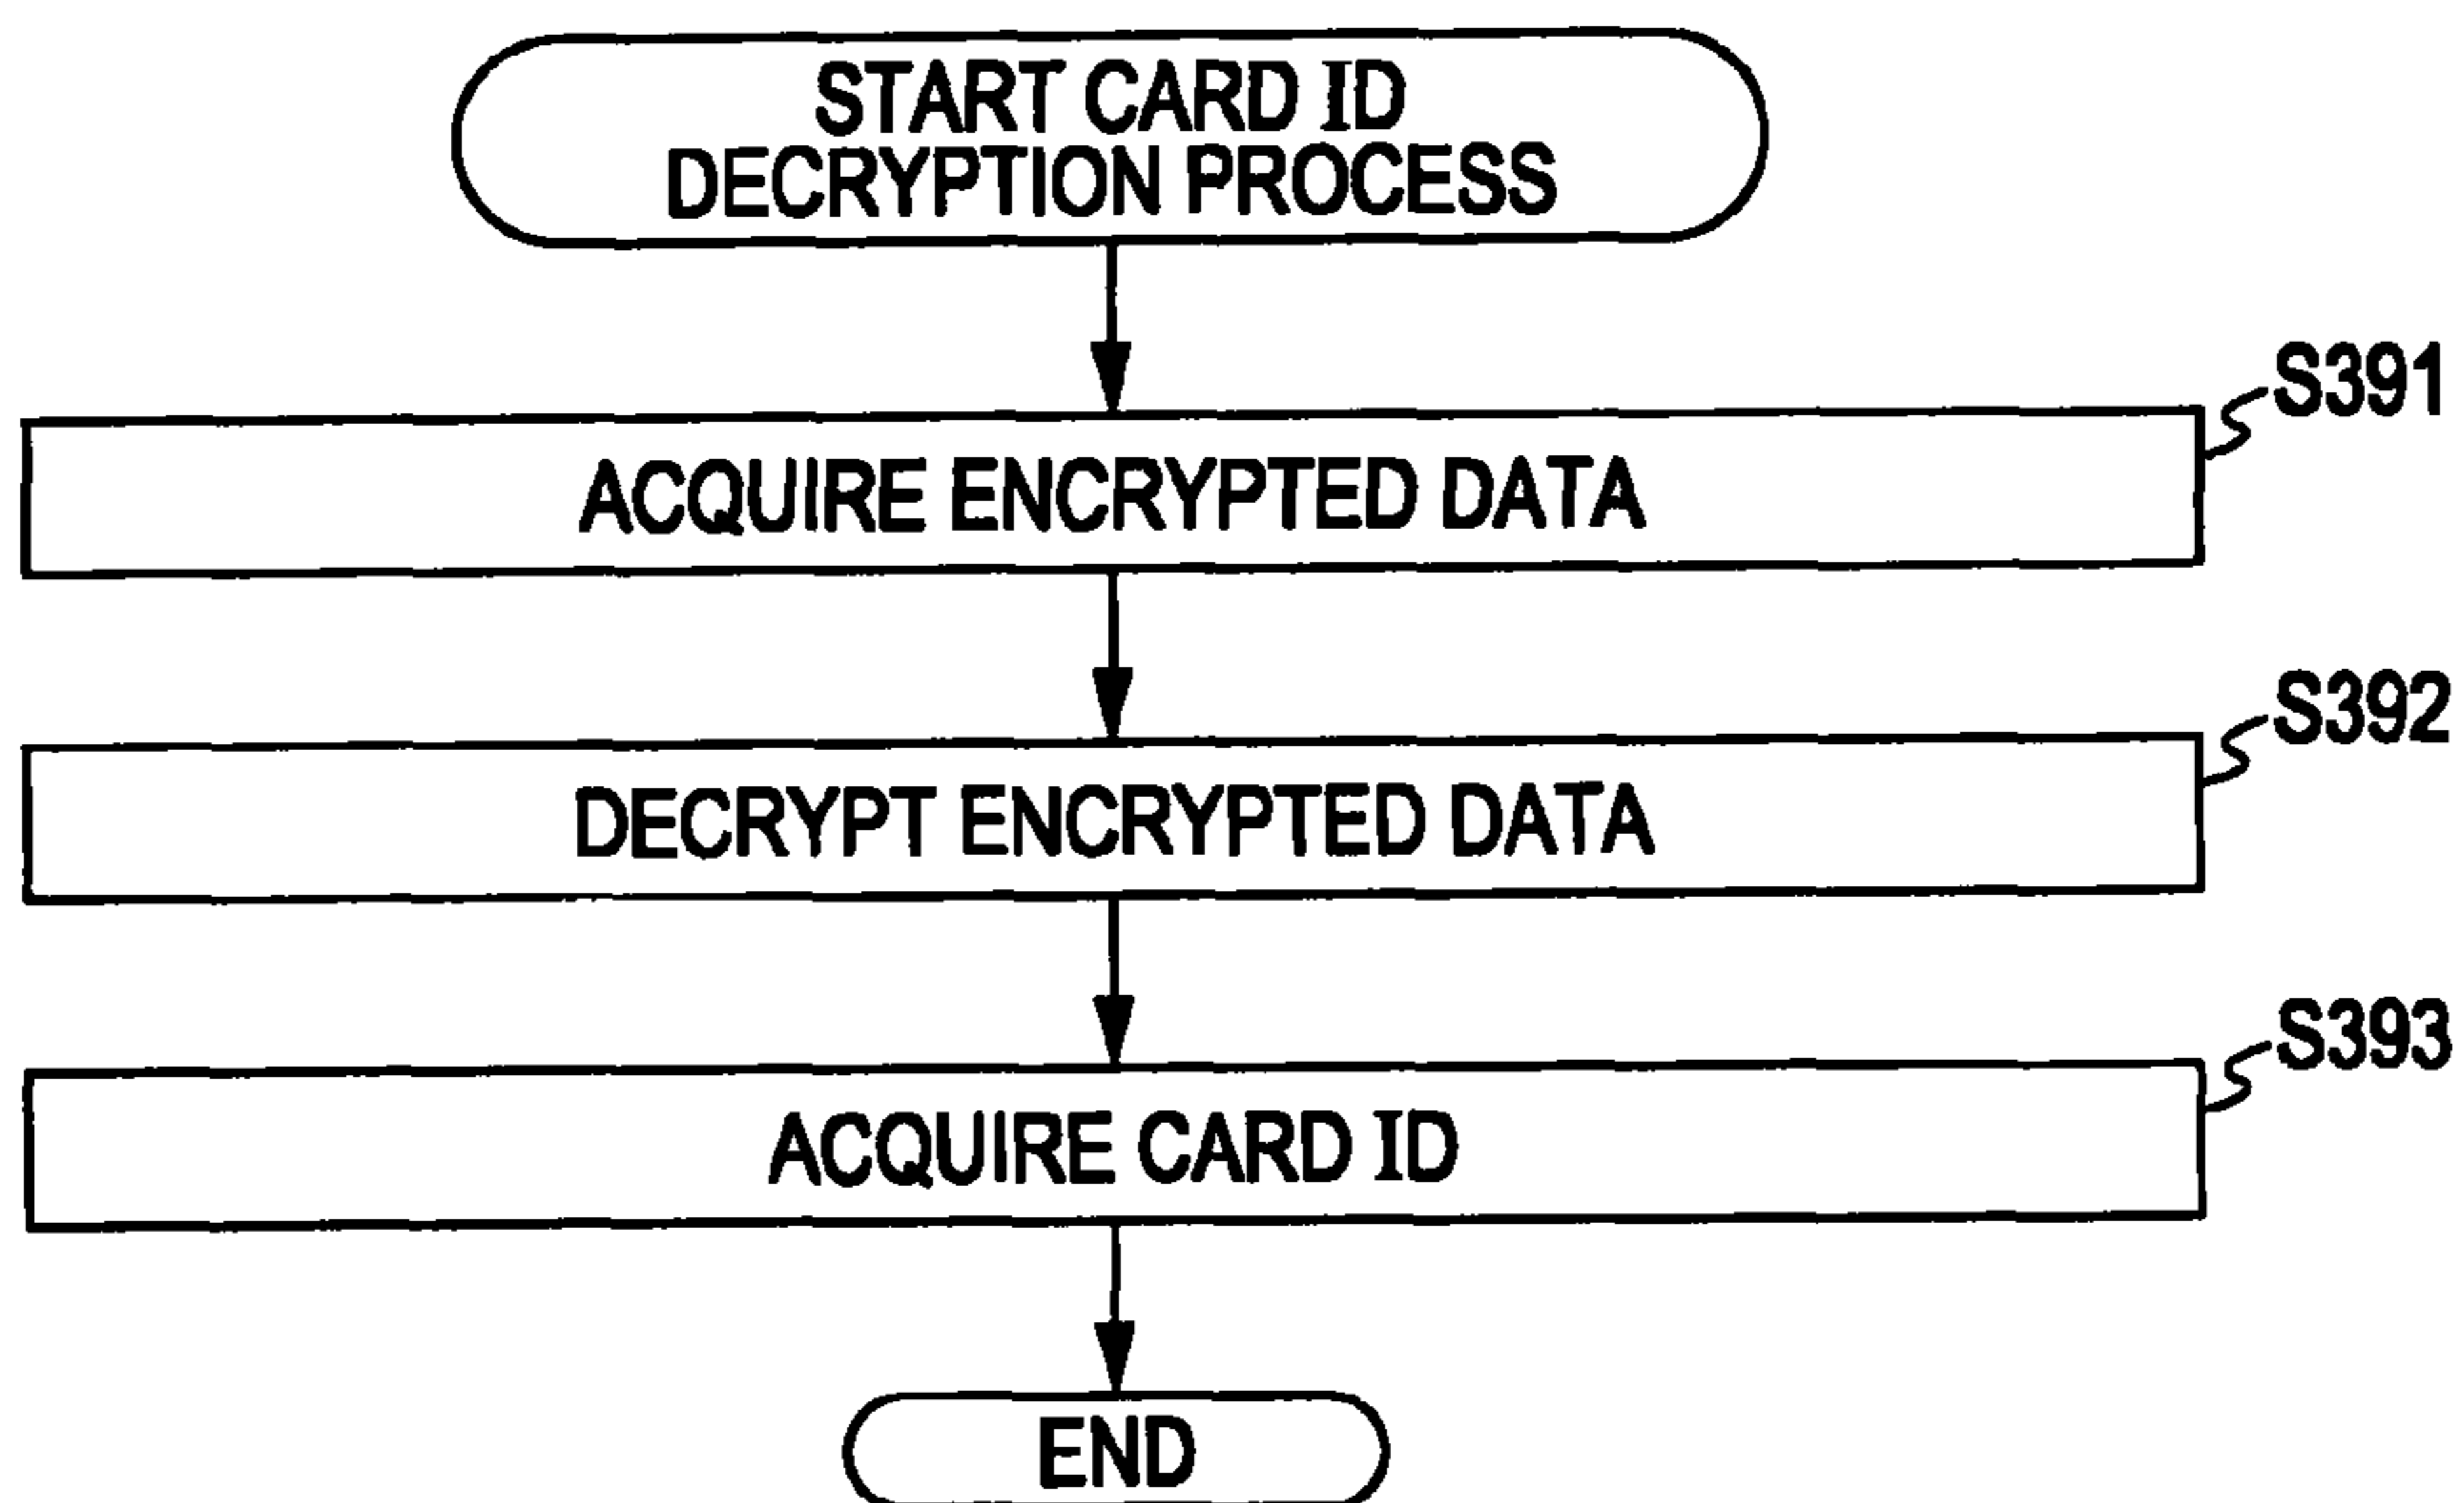 START CARD ID
DECRYPTION PROCESS
S391
ACQUIRE ENCRYPTED DATA
S392
DECRYPT ENCRYPTED DATA
S393
ACQUIRE CARD ID
END